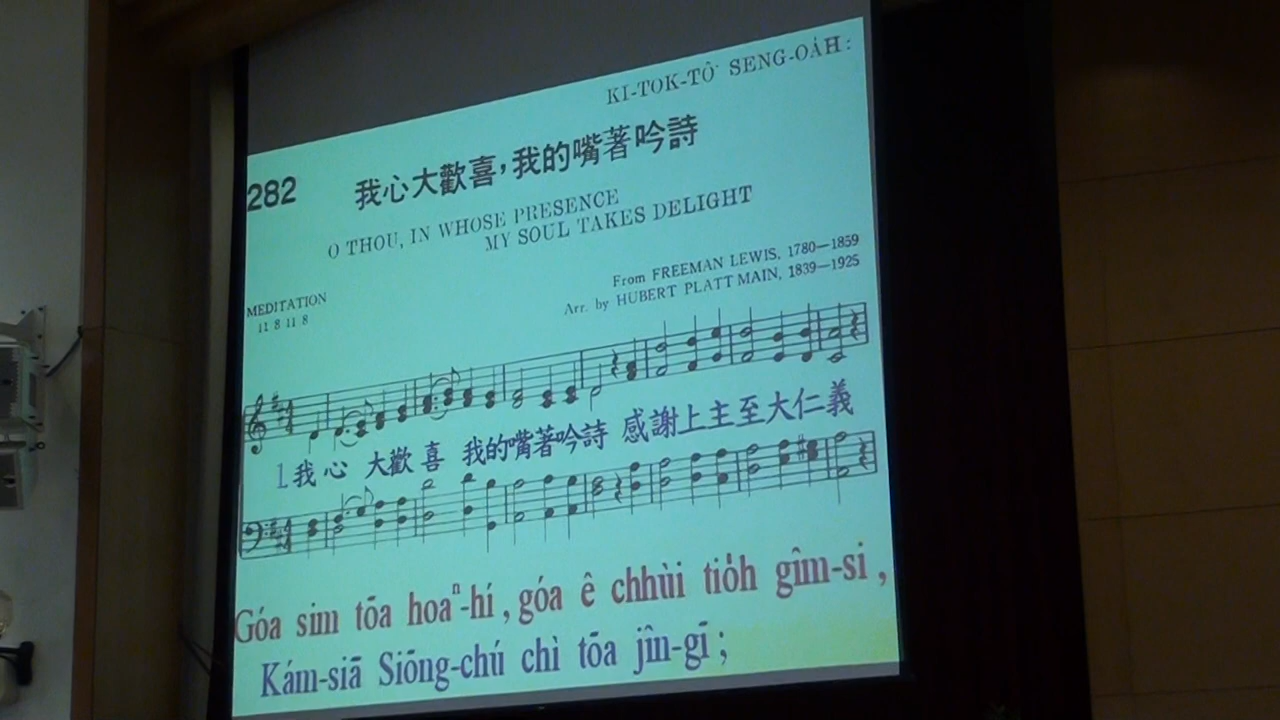 KI-TOK-TÔ͘ SENG-OA̍H:
282 我心大歡喜,我的嘴著吟詩
O THOU, IN WHOSE PRESENCE
MY SOUL TAKES DELIGHT
MEDITATION
11 8 11 8
From FREEMAN LEWIS, 1780—1859
Arr. by HUBERT PLATT MAIN, 1839—1925
1.我心 大歡喜 我的嘴著吟詩 感謝上主至大仁義
Góa sim tōa hoaⁿ-hí, góa ê chhùi tio̍h gîm-si,
Kám-siā Siōng-chú chì tōa jîn-gī;